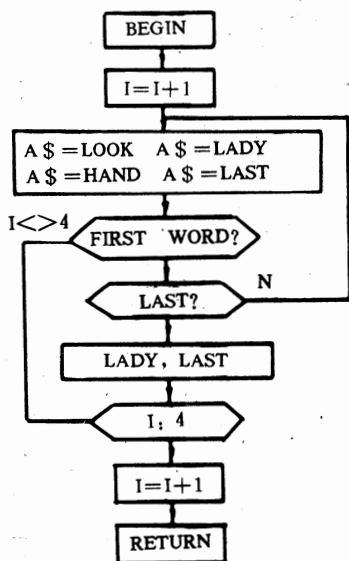 BEGIN
I=I+1
A$=LOOK A$=LADY
A$=HAND A$=LAST
I<>4
FIRST WORD?
N
LAST?
LADY, LAST
I: 4
I=I+1
RETURN